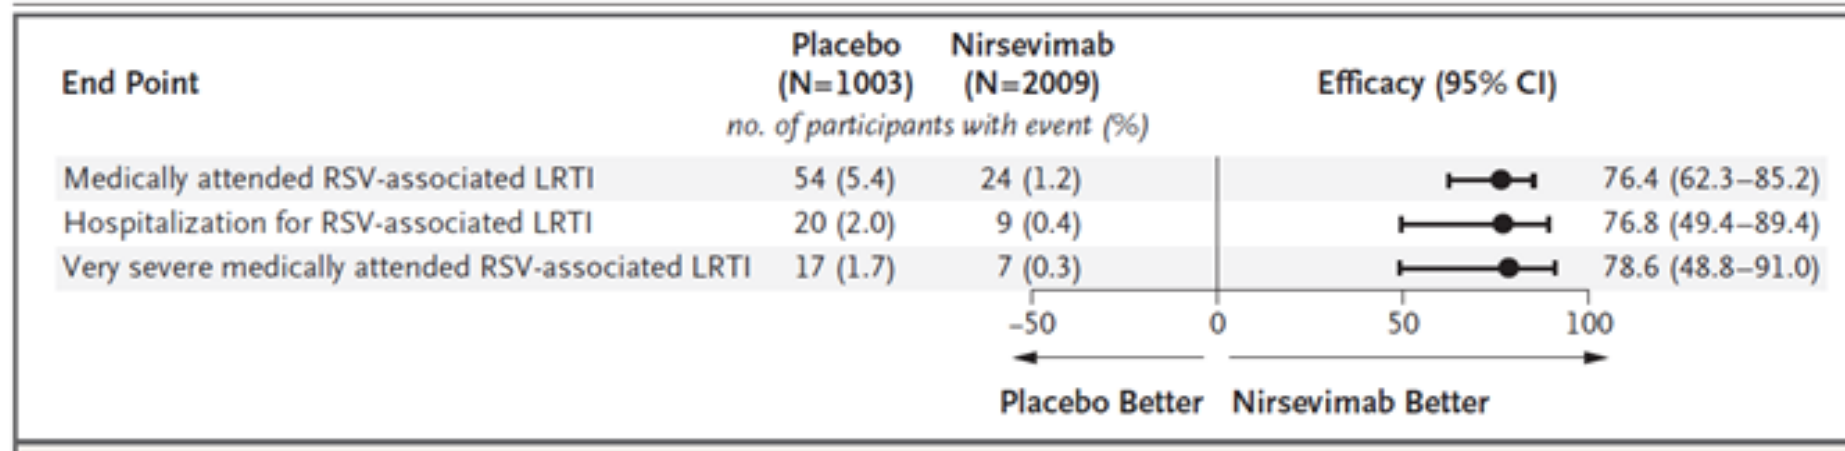 Placebo Nirsevimab
End Point (N=1003) (N=2009) Efficacy (95% CI)
no. of participants with event (%)
Medically attended RSV-associated LRTI 54 (5.4) 24 (1.2) 76.4 (62.3–85.2)
Hospitalization for RSV-associated LRTI 20 (2.0) 9 (0.4) 76.8 (49.4–89.4)
Very severe medically attended RSV-associated LRTI 17 (1.7) 7 (0.3) 78.6 (48.8–91.0)
–50 0 50 100
Placebo Better Nirsevimab Better